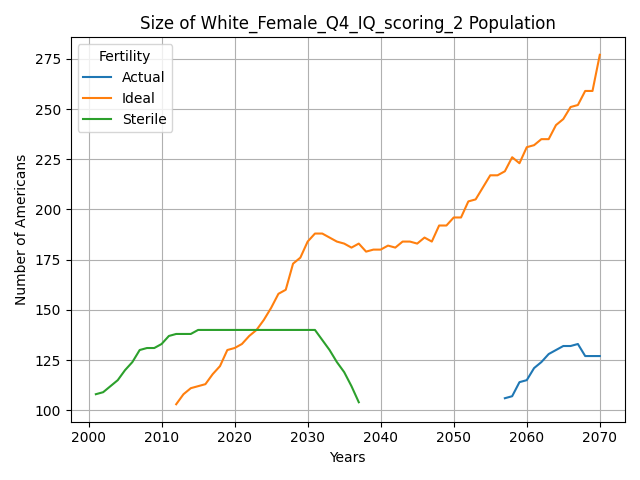 Size of White_Female_Q4_IQ_scoring_2 Population
Fertility
Actual
Ideal
Sterile
Number of Americans
275
250
225
200
175
150
125
100
2000 2010 2020 2030 2040 2050 2060 2070
Years